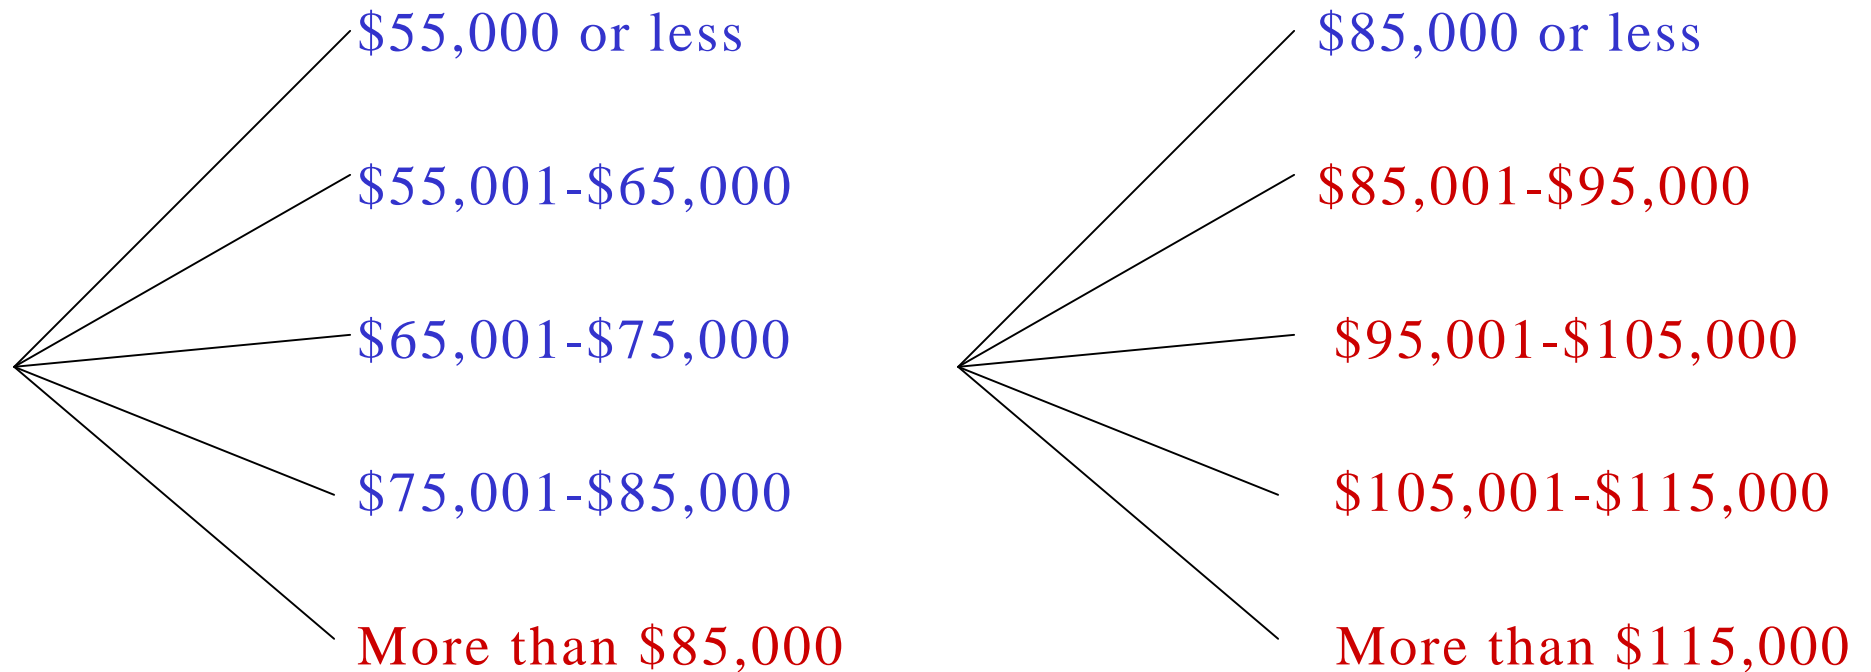 $55,000 or less
$55,001-$65,000
$65,001-$75,000
$75,001-$85,000
More than $85,000
$85,000 or less
$85,001-$95,000
$95,001-$105,000
$105,001-$115,000
More than $115,000